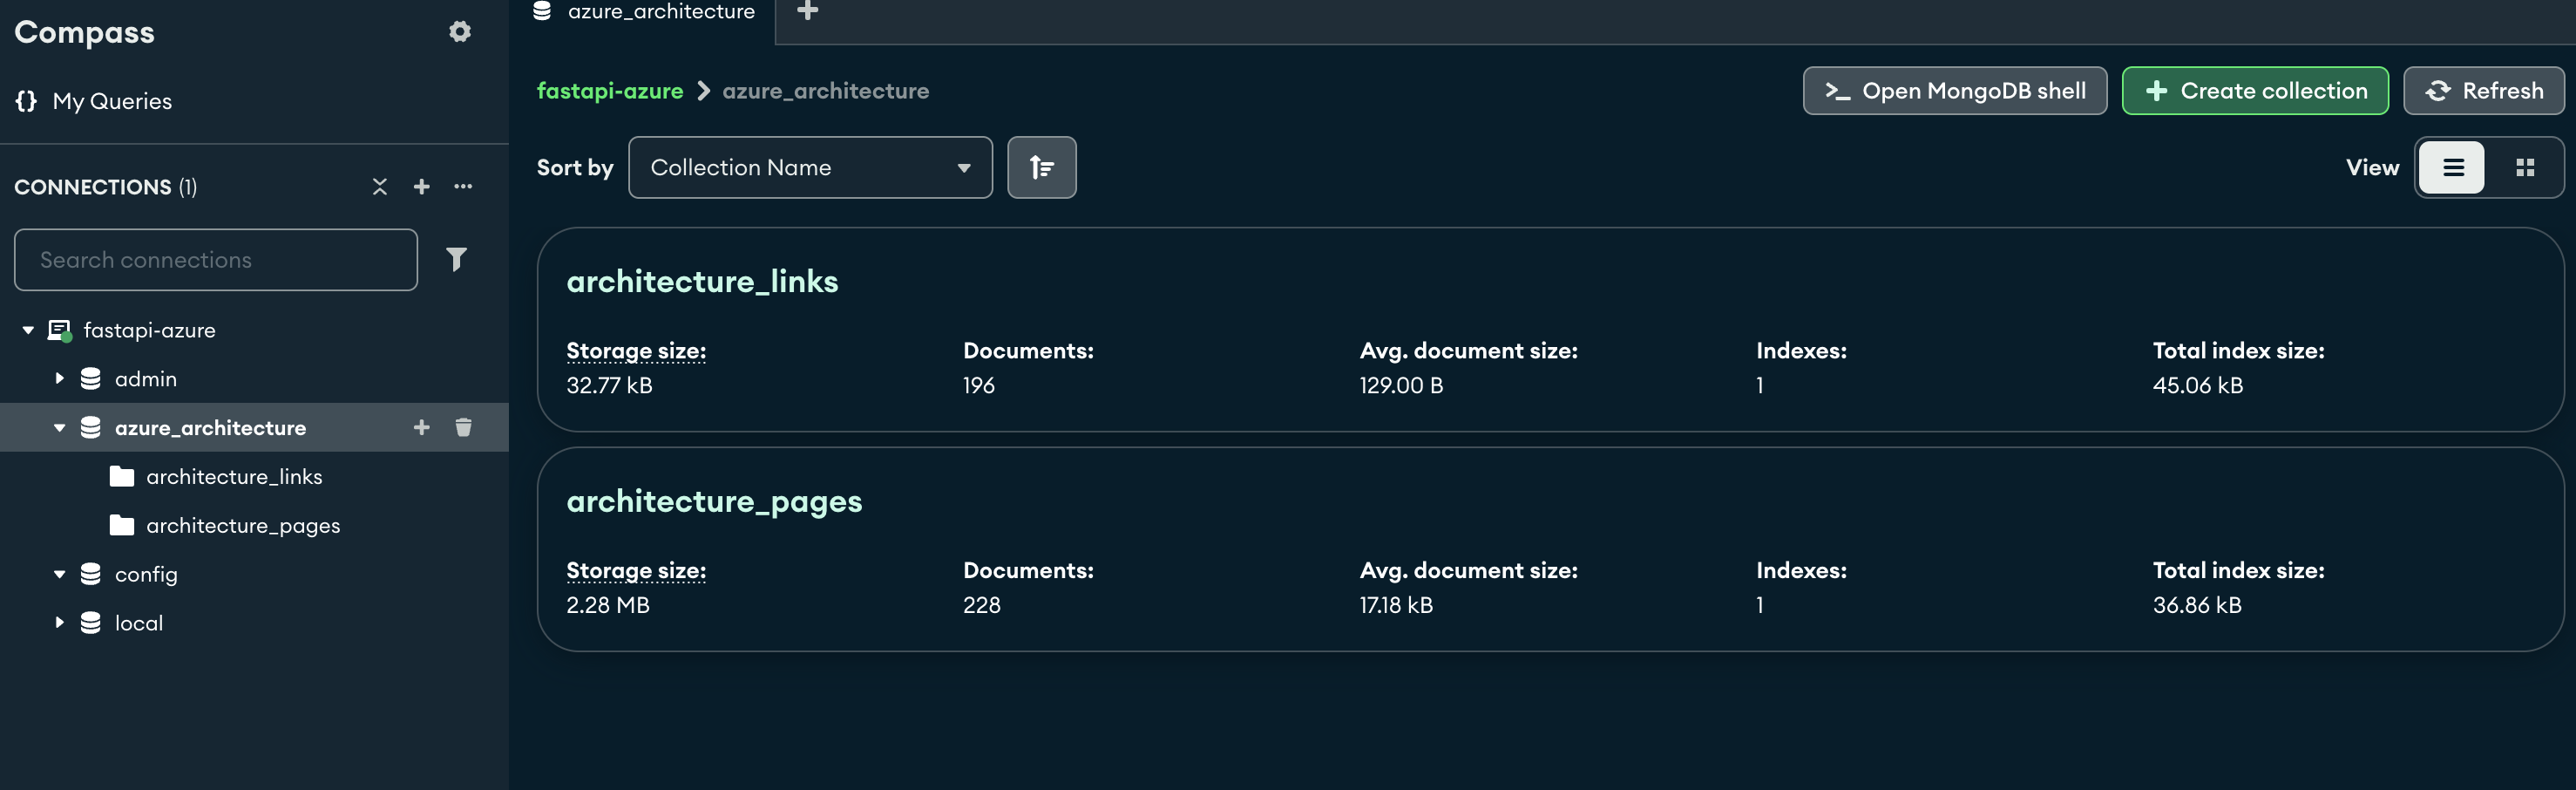 Compass
My Queries
CONNECTIONS (1)
Search connections
fastapi-azure
admin
azure_architecture
architecture_links
architecture_pages
config
local
azure_architecture
fastapi-azure > azure_architecture
Open MongoDB shell
Create collection
Refresh
Sort by
Collection Name
View
architecture_links
Storage size: Documents: Avg. document size: Indexes: Total index size:
32.77 kB 196 129.00 B 1 45.06 kB
architecture_pages
Storage size: Documents: Avg. document size: Indexes: Total index size:
2.28 MB 228 17.18 kB 1 36.86 kB